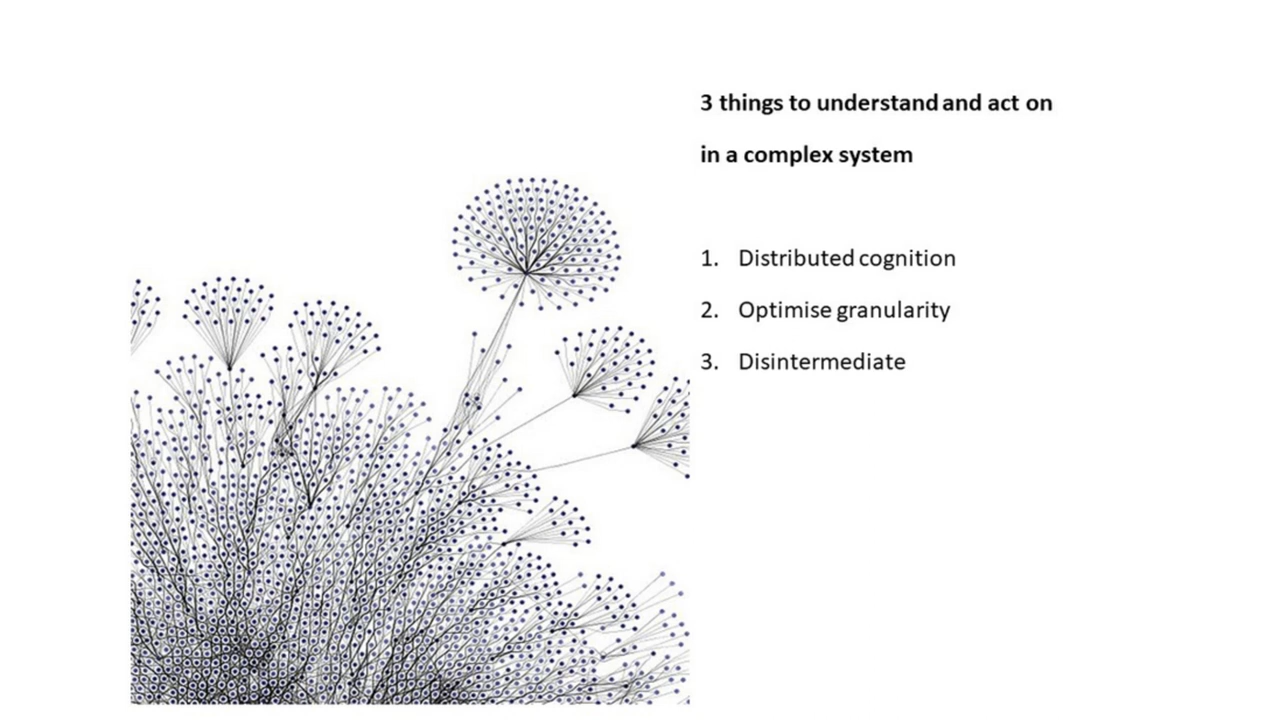 3 things to understand and act on
in a complex system
1. Distributed cognition
2. Optimise granularity
3. Disintermediate